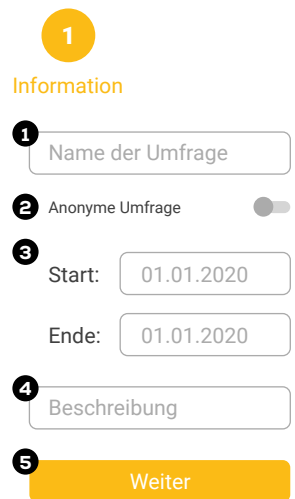 1
Information
1
Name der Umfrage
2 Anonyme Umfrage
3
Start: 01.01.2020
Ende: 01.01.2020
4
Beschreibung
5
Weiter